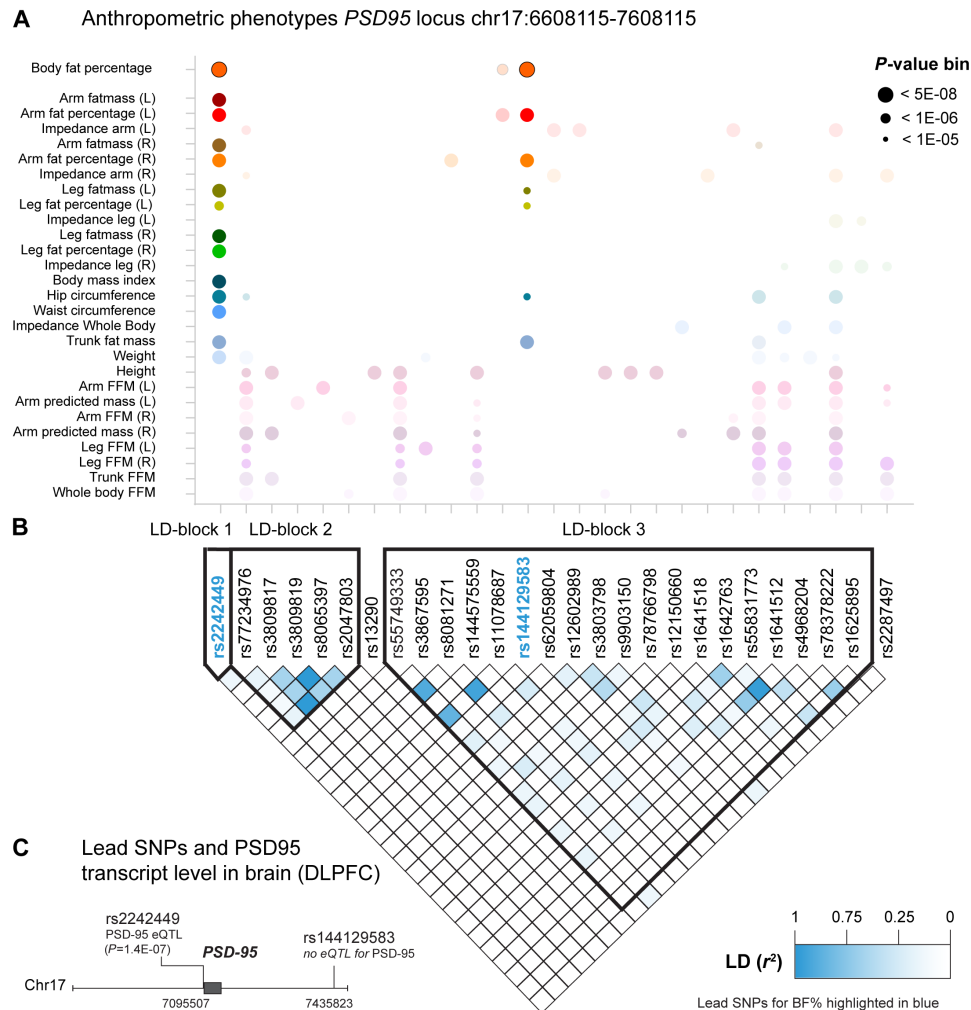 A
Anthropometric phenotypes PSD95 locus chr17:6608115-7608115
Body fat percentage
Arm fatmass (L)
Arm fat percentage (L)
Impedance arm (L)
Arm fatmass (R)
Arm fat percentage (R)
Impedance arm (R)
Leg fatmass (L)
Leg fat percentage (L)
Impedance leg (L)
Leg fatmass (R)
Leg fat percentage (R)
Impedance leg (R)
Body mass index
Hip circumference
Waist circumference
Impedance Whole Body
Trunk fat mass
Weight
Height
Arm FFM (L)
Arm predicted mass (L)
Arm FFM (R)
Arm predicted mass (R)
Leg FFM (L)
Leg FFM (R)
Trunk FFM
Whole body FFM
P-value bin
< 5E-08
< 1E-06
< 1E-05
B
LD-block 1
LD-block 2
LD-block 3
rs2242449
rs77234976
rs3809817
rs3809819
rs8065397
rs2047803
rs13290
rs55749333
rs3867595
rs8081271
rs144575559
rs11078687
rs144129583
rs62059804
rs12602989
rs3803798
rs9903150
rs78766798
rs12150660
rs1641518
rs1642763
rs55831773
rs1641512
rs4968204
rs78378222
rs1625895
rs2287497
C
Lead SNPs and PSD95
transcript level in brain (DLPFC)
rs2242449
PSD-95 eQTL
(P=1.4E-07)
PSD-95
rs144129583
no eQTL for PSD-95
Chr17
7095507
7435823
1
0.75
0.25
0
LD (r²)
Lead SNPs for BF% highlighted in blue